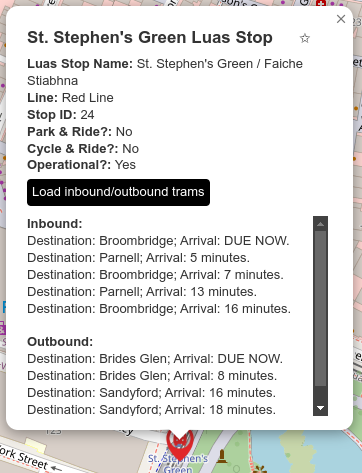 St. Stephen's Green Luas Stop
Luas Stop Name: St. Stephen's Green / Faiche
Stiabhna
Line: Red Line
Stop ID: 24
Park & Ride?: No
Cycle & Ride?: No
Operational?: Yes
Load inbound/outbound trams
Inbound:
Destination: Broombridge; Arrival: DUE NOW.
Destination: Parnell; Arrival: 5 minutes.
Destination: Broombridge; Arrival: 7 minutes.
Destination: Parnell; Arrival: 13 minutes.
Destination: Broombridge; Arrival: 16 minutes.
Outbound:
Destination: Brides Glen; Arrival: DUE NOW.
Destination: Brides Glen; Arrival: 8 minutes.
Destination: Sandyford; Arrival: 16 minutes.
Destination: Sandyford; Arrival: 18 minutes.
York Street
St. Stephen's
Green